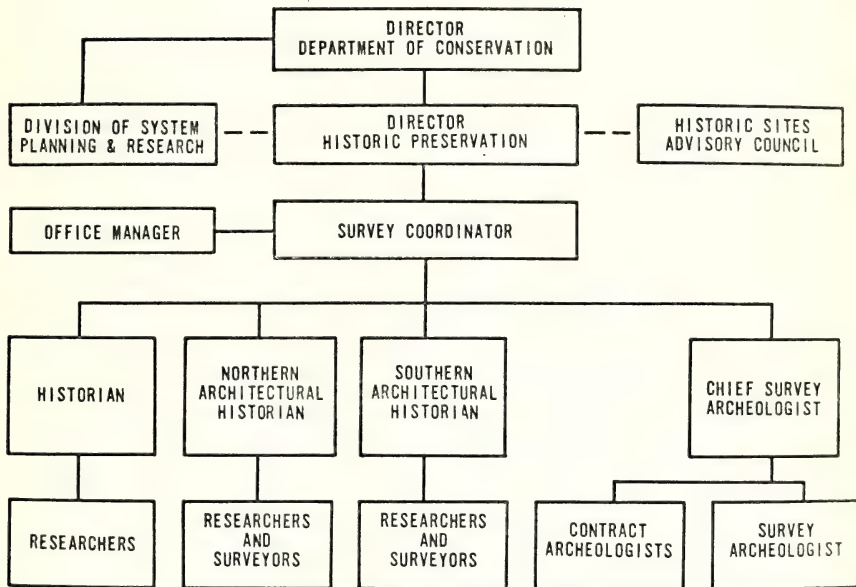 DIRECTOR
DEPARTMENT OF CONSERVATION
DIVISION OF SYSTEM
PLANNING & RESEARCH
DIRECTOR
HISTORIC PRESERVATION
HISTORIC SITES
ADVISORY COUNCIL
OFFICE MANAGER
SURVEY COORDINATOR
HISTORIAN
NORTHERN
ARCHITECTURAL
HISTORIAN
SOUTHERN
ARCHITECTURAL
HISTORIAN
CHIEF SURVEY
ARCHEOLOGIST
RESEARCHERS
RESEARCHERS
AND
SURVEYORS
RESEARCHERS
AND
SURVEYORS
CONTRACT
ARCHEOLOGISTS
SURVEY
ARCHEOLOGIST